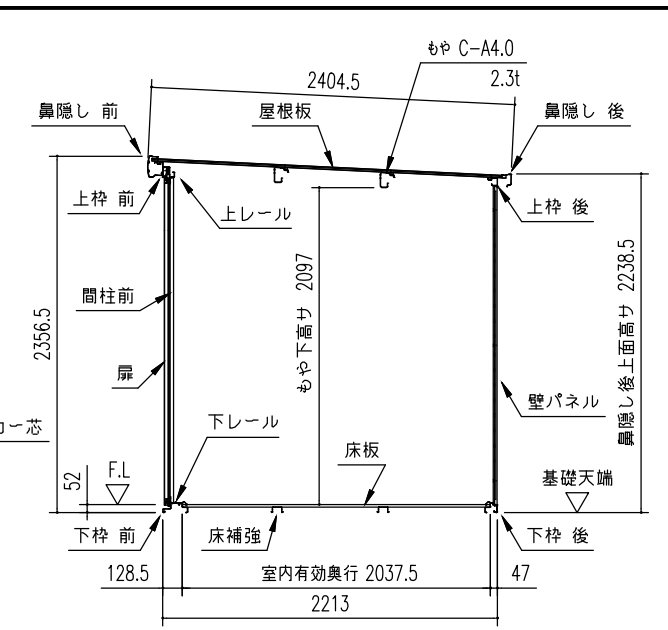 もや C-A4.0
2404.5
2.3t
鼻隠し 前
屋根板
鼻隠し 後
上枠 前
上レール
上枠 後
間柱前
2356.5
もや下高サ 2097
鼻隠し後上面高サ 2238.5
扉
壁パネル
芯
下レール
床板
52
F.L
基礎天端
下枠 前
床補強
下枠 後
128.5
室内有効奥行 2037.5
47
2213